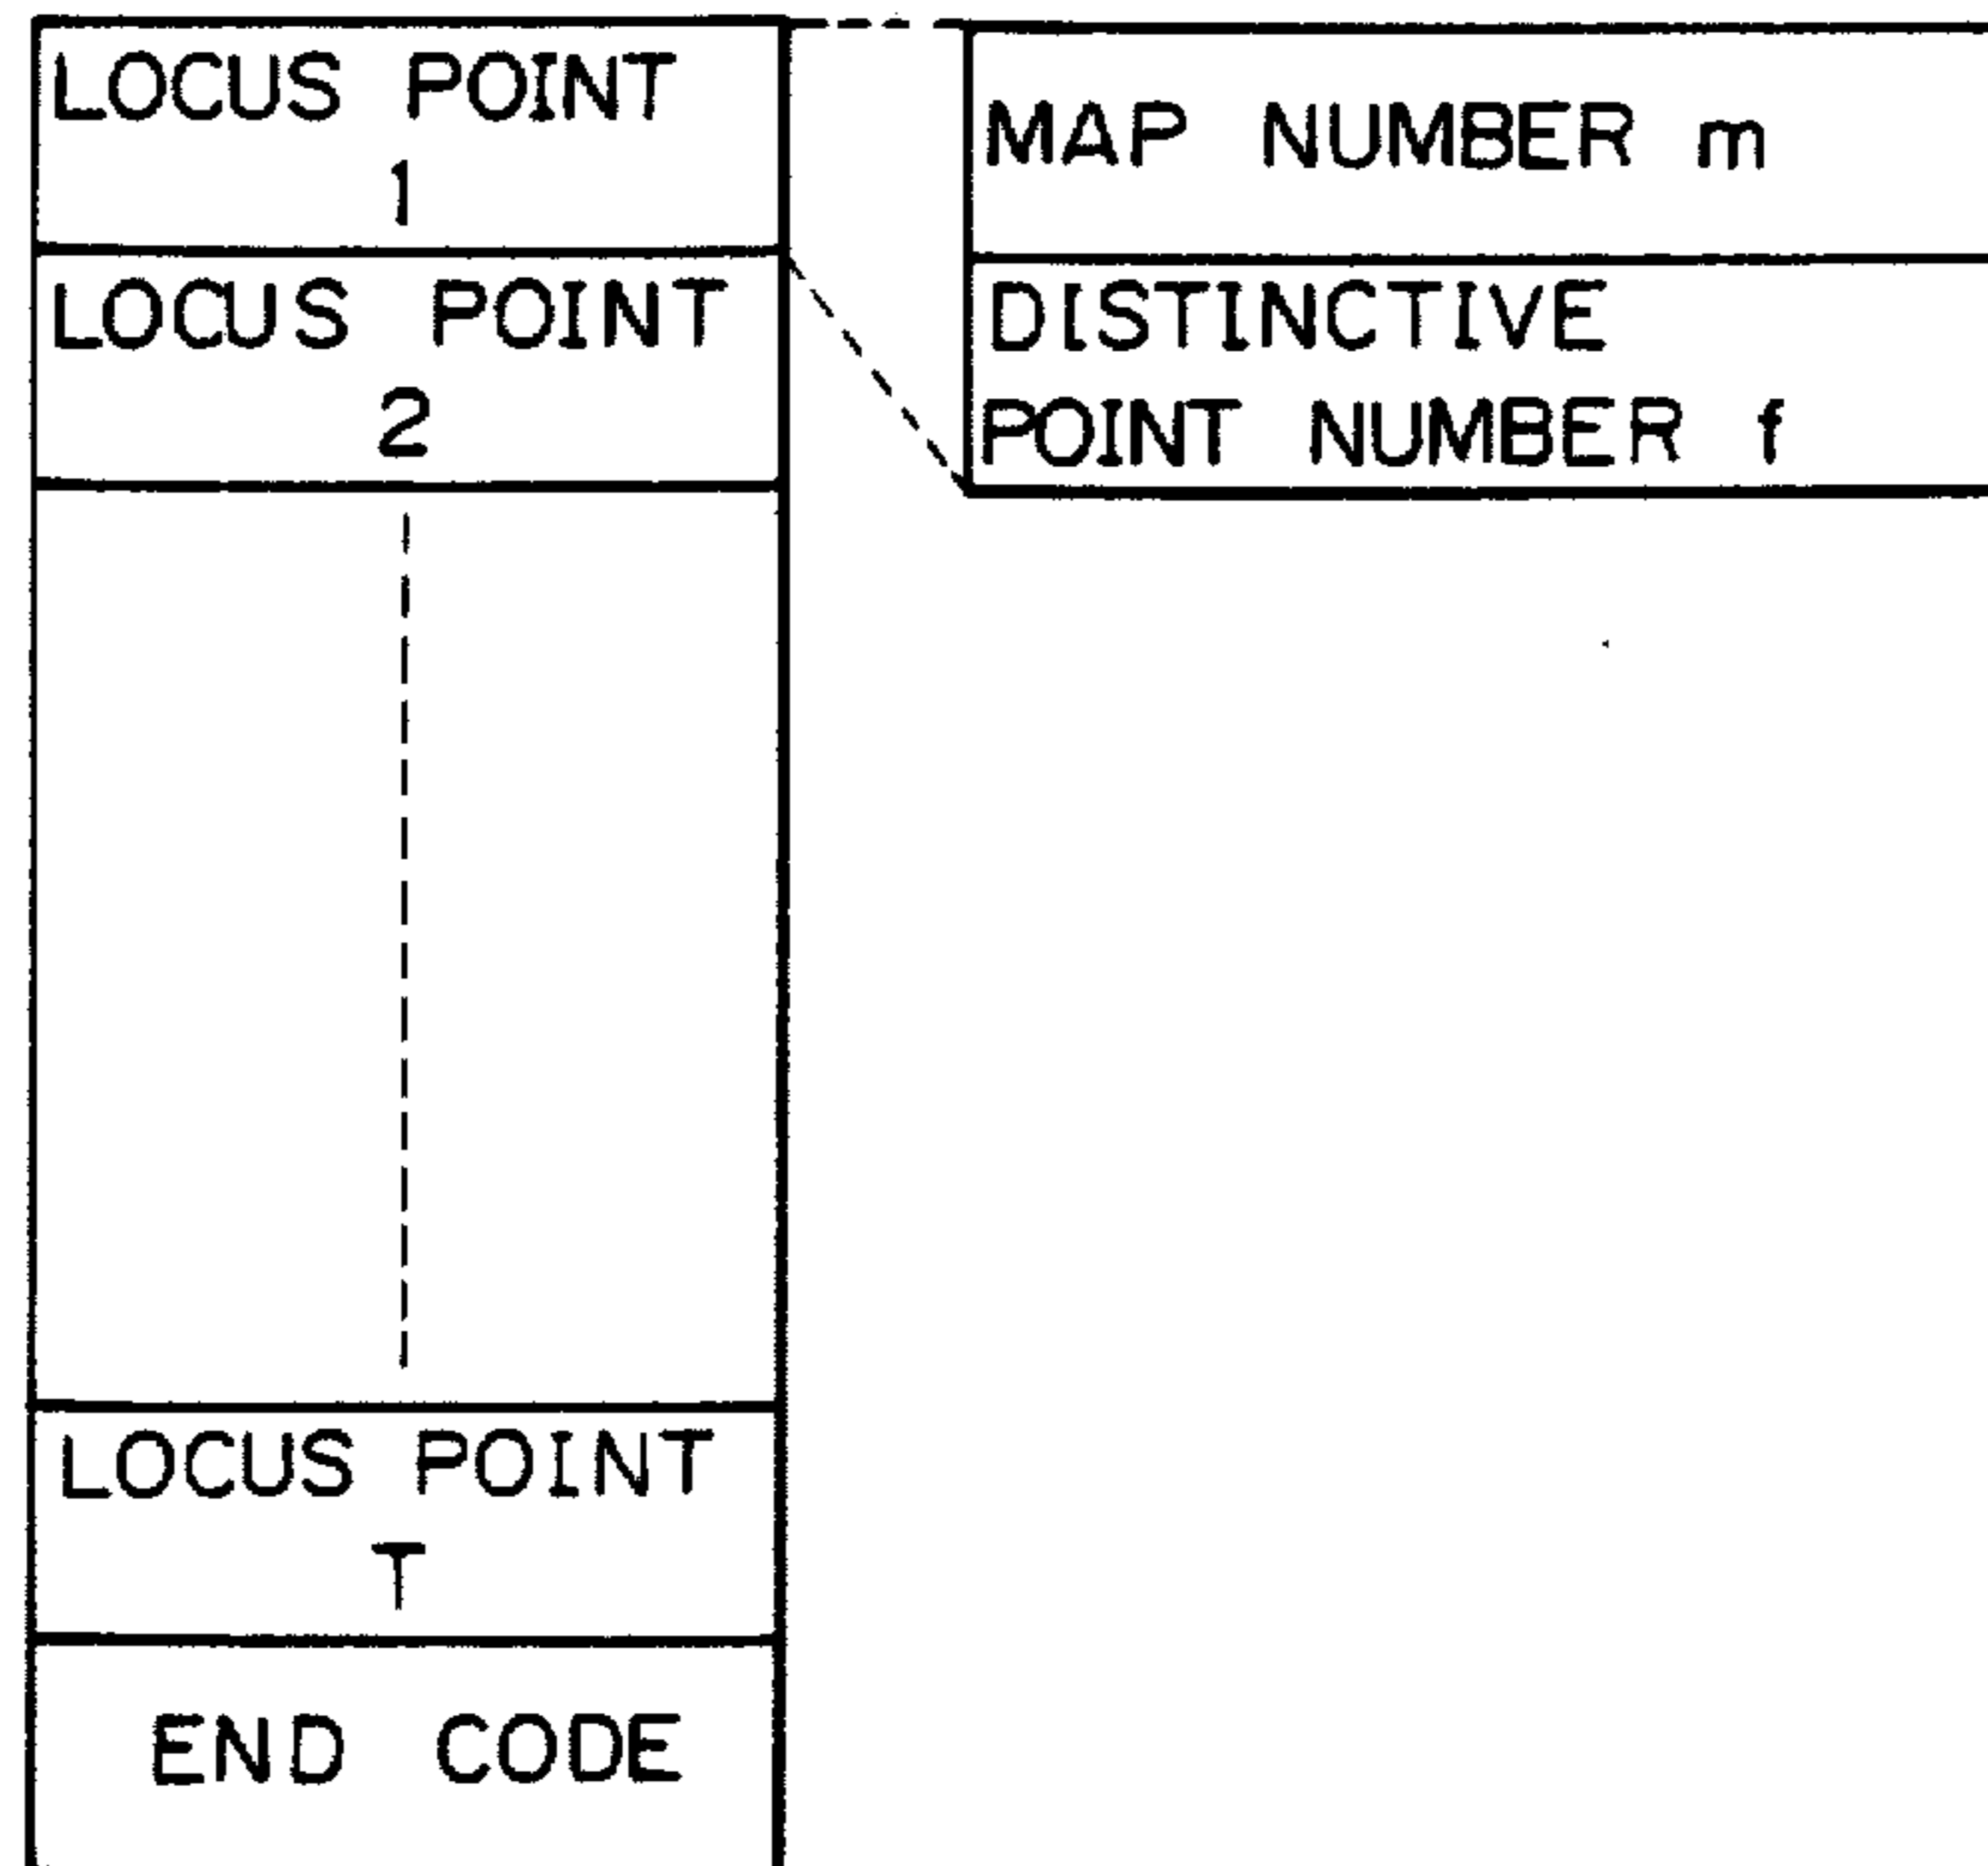 LOCUS POINT
1
LOCUS POINT
2
LOCUS POINT
T
END CODE
MAP NUMBER m
DISTINCTIVE
POINT NUMBER f